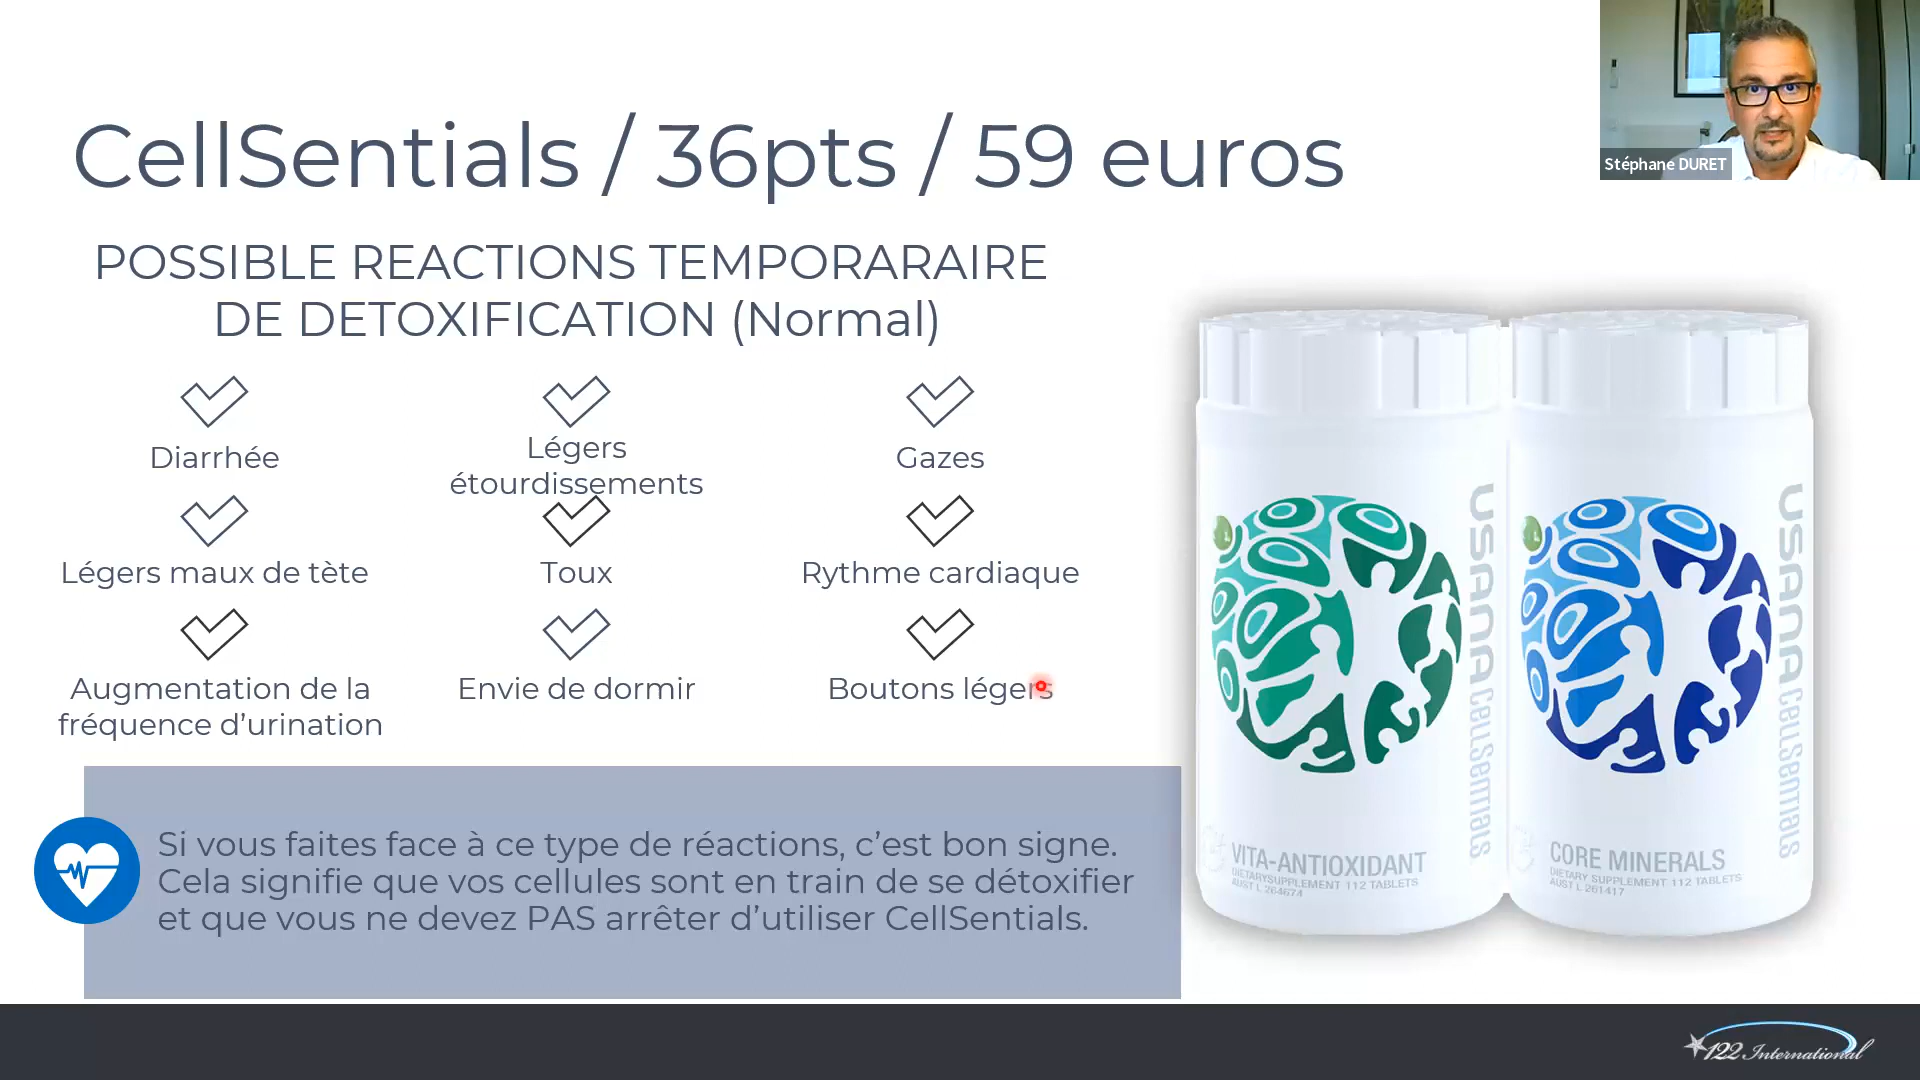 CellSentials / 36pts / 59 euros
Stéphane DURET
POSSIBLE REACTIONS TEMPORARAIRE
DE DETOXIFICATION (Normal)
Diarrhée
Légers
étourdissements
Gazes
Légers maux de tète
Toux
Rythme cardiaque
Augmentation de la
fréquence d’urination
Envie de dormir
Boutons légers
Si vous faites face à ce type de réactions, c’est bon signe.
Cela signifie que vos cellules sont en train de se détoxifier
et que vous ne devez PAS arrêter d’utiliser CellSentials.
USANA CellSentials
VITA-ANTIOXIDANT
DIETARY SUPPLEMENT 112 TABLETS
AUST L 264674
USANA CellSentials
CORE MINERALS
DIETARY SUPPLEMENT 112 TABLETS
AUST L 261417
122 International